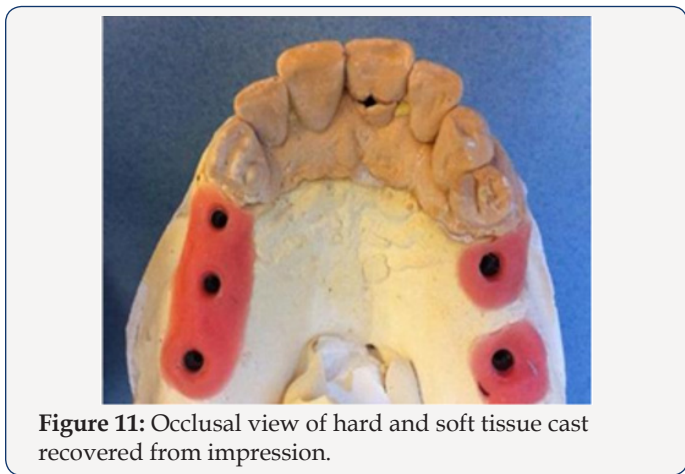 Figure 11: Occlusal view of hard and soft tissue cast
recovered from impression.